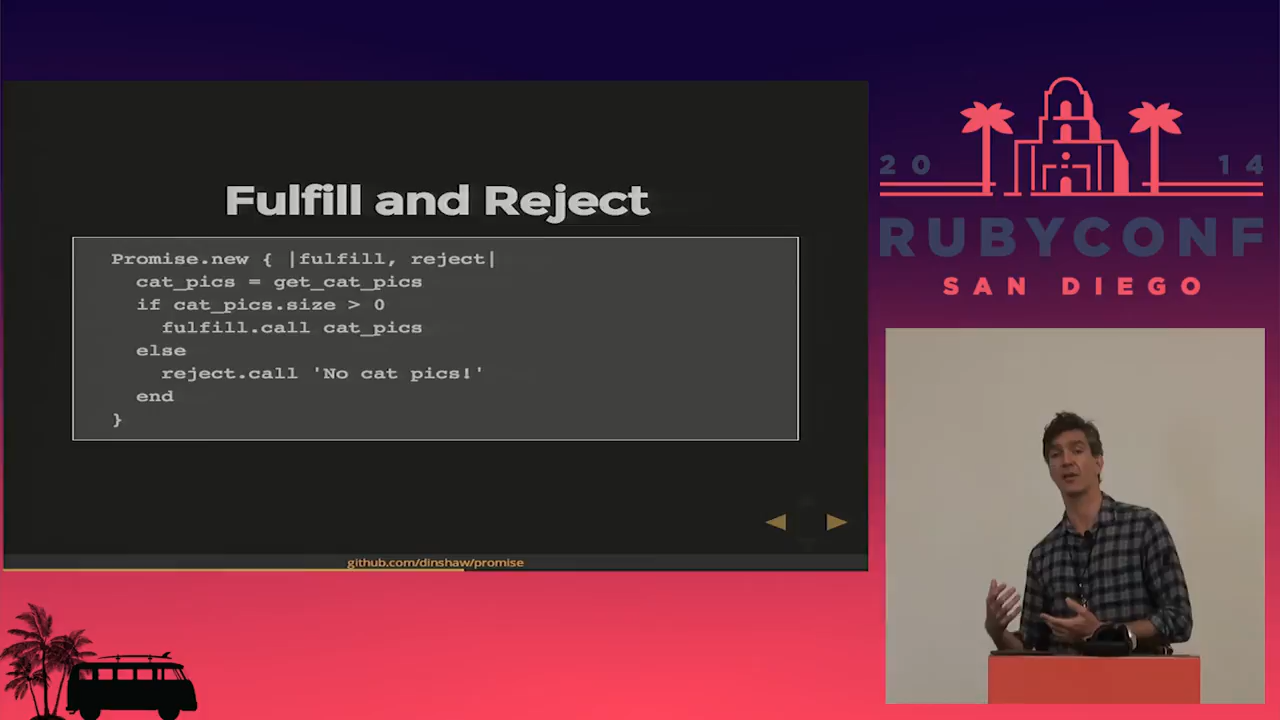 Fulfill and Reject
Promise.new { |fulfill, reject|
  cat_pics = get_cat_pics
  if cat_pics.size > 0
    fulfill.call cat_pics
  else
    reject.call 'No cat pics!'
  end
}
github.com/dinshaw/promise
20 14
RUBYCONF
SAN DIEGO